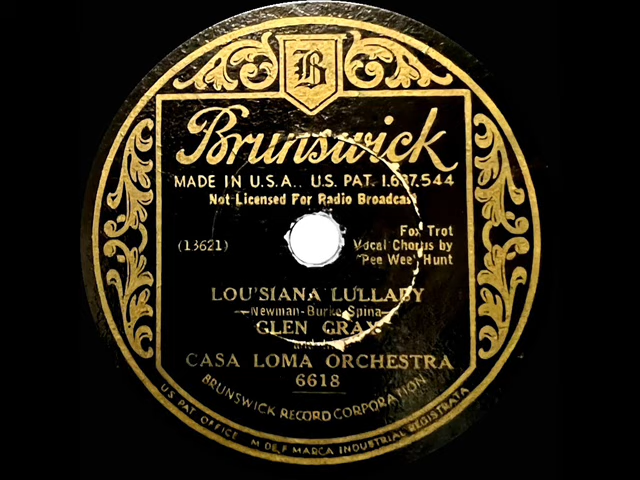 B
Brunswick
MADE IN U.S.A. U.S. PAT. 1.637.544
Not Licensed For Radio Broadcast
Fox Trot
(13621)
Vocal Chorus by
"Pee Wee" Hunt
LOU'SIANA LULLABY
—Newman-Burke-Spina—
GLEN GRAY
and the
CASA LOMA ORCHESTRA
6618
BRUNSWICK RECORD CORPORATION
U.S. PAT. OFFICE M. DE F. MARCA INDUSTRIAL REGISTRATA